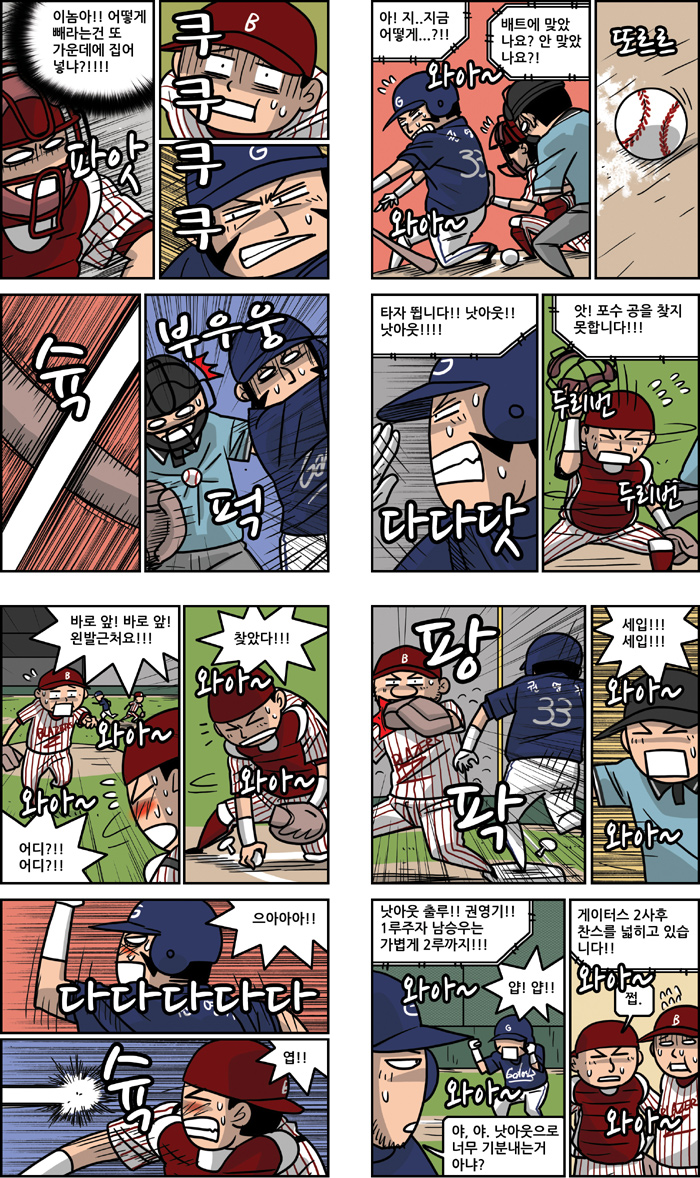 이놈아!! 어떻게
빼라는건 또
가운데에 집어
넣냐?!!!!
파앗
B
쿠
쿠
G
쿠
쿠
슉
부우웅
퍽
바로 앞! 바로 앞!
왼발근처요!!!
B
BLAZERS
와아~
와아~
어디?!!
어디?!!
찾았다!!!
와아~
와아~
으아아아!!
G
다다다다다
엽!!
슉
B
아! 지..지금
어떻게...?!!
배트에 맞았
나요? 안 맞았
나요?!
와아~
G
33
와아~
또르르
타자 뜁니다!! 낫아웃!!
낫아웃!!!!
G
다다닷
앗! 포수 공을 찾지
못합니다!!!
두리번
두리번
팡
B
BLAZERS
권영기
33
팍
세입!!!
세입!!!
와아~
와아~
낫아웃 출루!! 권영기!!
1루주자 남승우는
가볍게 2루까지!!!
와아~
얍! 얍!!
G
Gators
와아~
야, 야. 낫아웃으로
너무 기분내는거
아냐?
게이터스 2사후
찬스를 넓히고 있습
니다!!
와아~
쩝.
B
BLAZERS
와아~